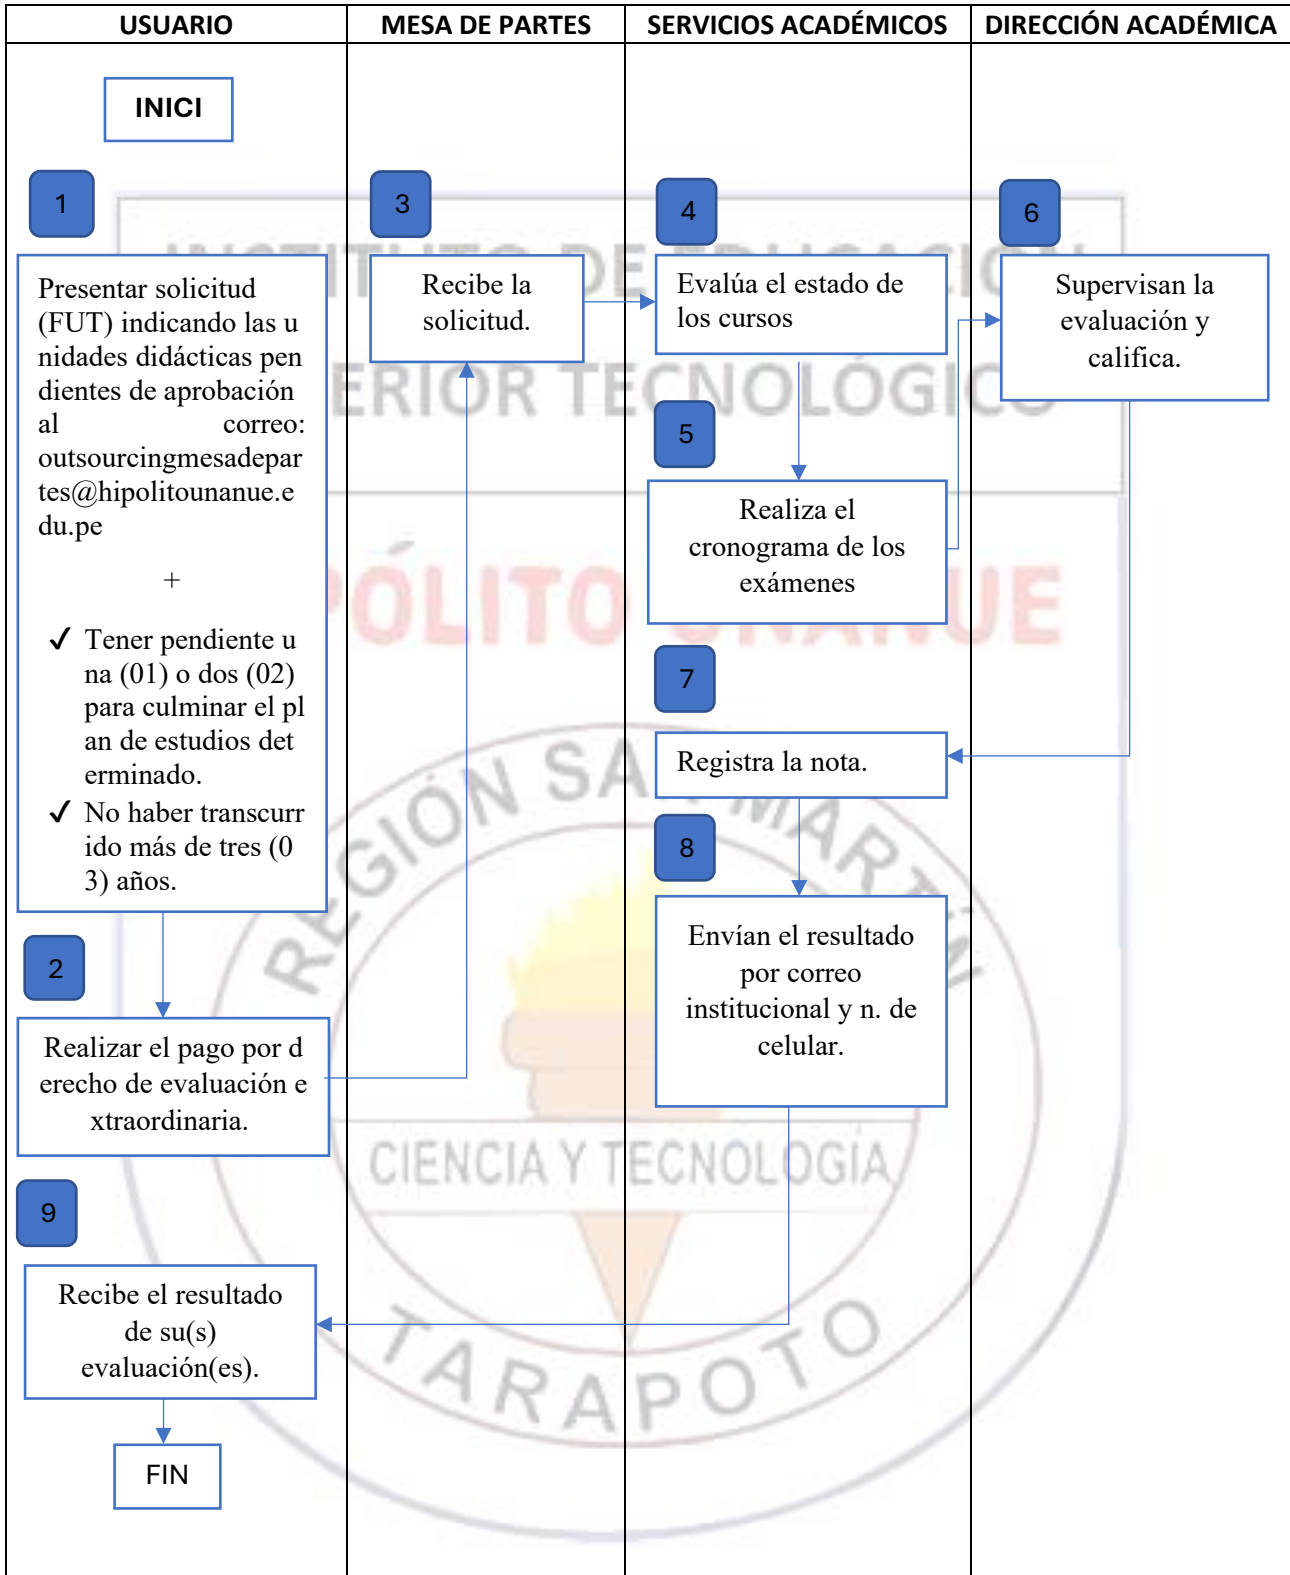 USUARIO
MESA DE PARTES
SERVICIOS ACADÉMICOS
DIRECCIÓN ACADÉMICA
INICI
1
Presentar solicitud
(FUT) indicando las u
nidades didácticas pen
dientes de aprobación
al correo:
outsourcingmesadepar
tes@hipolitounanue.e
du.pe
+
✓ Tener pendiente u
na (01) o dos (02)
para culminar el pl
an de estudios det
erminado.
✓ No haber transcurr
ido más de tres (0
3) años.
2
Realizar el pago por d
erecho de evaluación e
xtraordinaria.
3
Recibe la
solicitud.
4
Evalúa el estado de
los cursos
5
Realiza el
cronograma de los
exámenes
6
Supervisan la
evaluación y
califica.
7
Registra la nota.
8
Envían el resultado
por correo
institucional y n. de
celular.
9
Recibe el resultado
de su(s)
evaluación(es).
FIN
REGIÓN SAN MARTÍN
CIENCIA Y TECNOLOGÍA
TARAPOTO